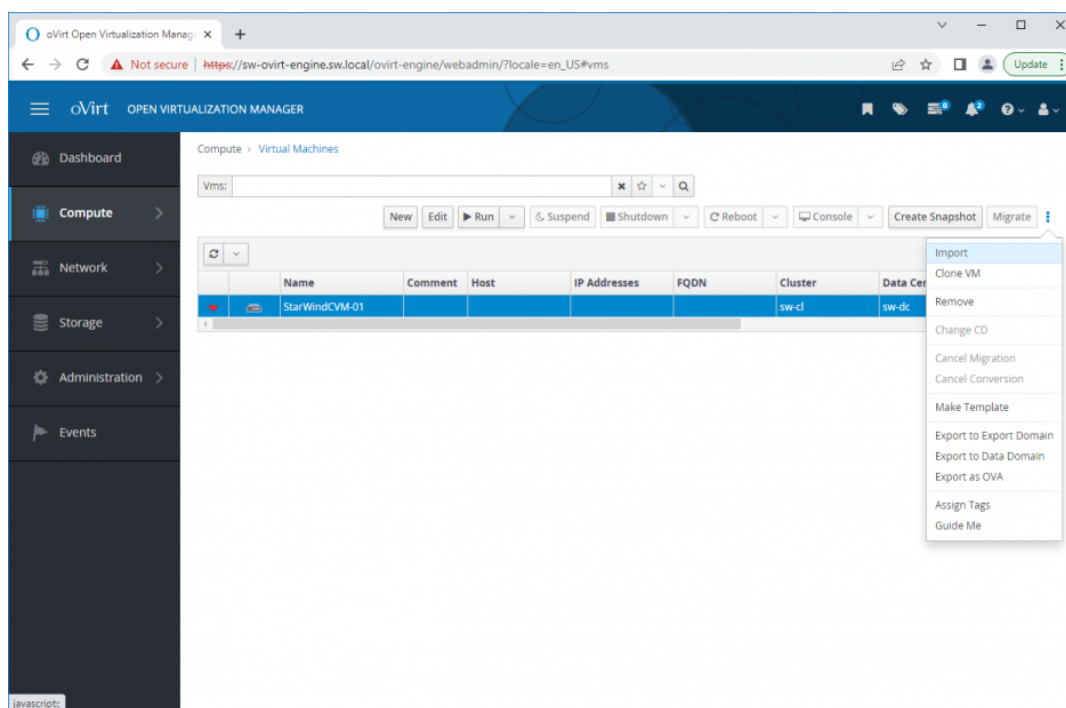 oVirt Open Virtualization Manag
Not secure | https://sw-ovirt-engine.sw.local/ovirt-engine/webadmin/?locale=en_US#vms
Update
oVirt OPEN VIRTUALIZATION MANAGER
0
2
Dashboard
Compute
Network
Storage
Administration
Events
Compute > Virtual Machines
Vms:
New Edit Run Suspend Shutdown Reboot Console Create Snapshot Migrate
Name Comment Host IP Addresses FQDN Cluster Data Cen
StarWindCVM-01 sw-cl sw-dc
Import
Clone VM
Remove
Change CD
Cancel Migration
Cancel Conversion
Make Template
Export to Export Domain
Export to Data Domain
Export as OVA
Assign Tags
Guide Me
javascript:;